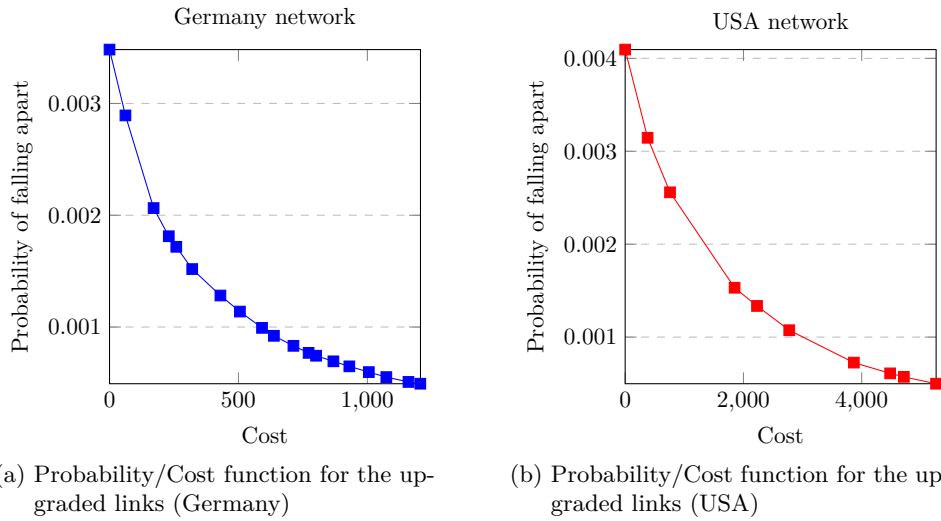 Germany network
0.003
0.002
0.001
0
500
1,000
Probability of falling apart
Cost
(a) Probability/Cost function for the up-
graded links (Germany)
USA network
0.004
0.003
0.002
0.001
0
2,000
4,000
Probability of falling apart
Cost
(b) Probability/Cost function for the up
graded links (USA)